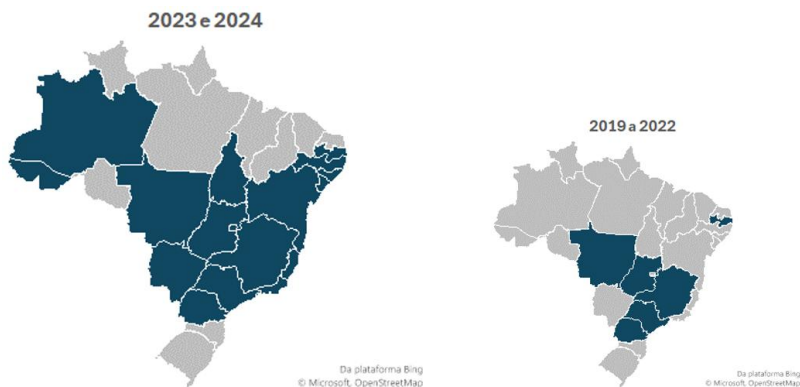 2023 e 2024
Da plataforma Bing
© Microsoft, OpenStreetMap
2019 a 2022
Da plataforma Bing
© Microsoft, OpenStreetMap